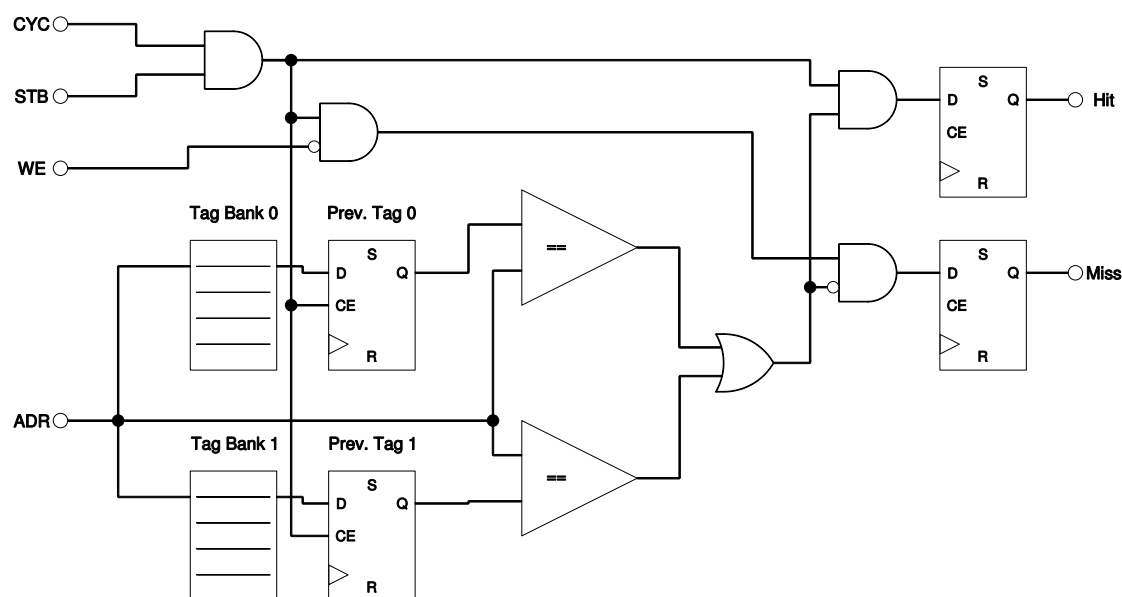 CYC
STB
WE
Tag Bank 0
Prev. Tag 0
S
D
Q
CE
R
==
S
D
Q
CE
R
Hit
S
D
Q
CE
R
Miss
ADR
Tag Bank 1
Prev. Tag 1
S
D
Q
CE
R
==